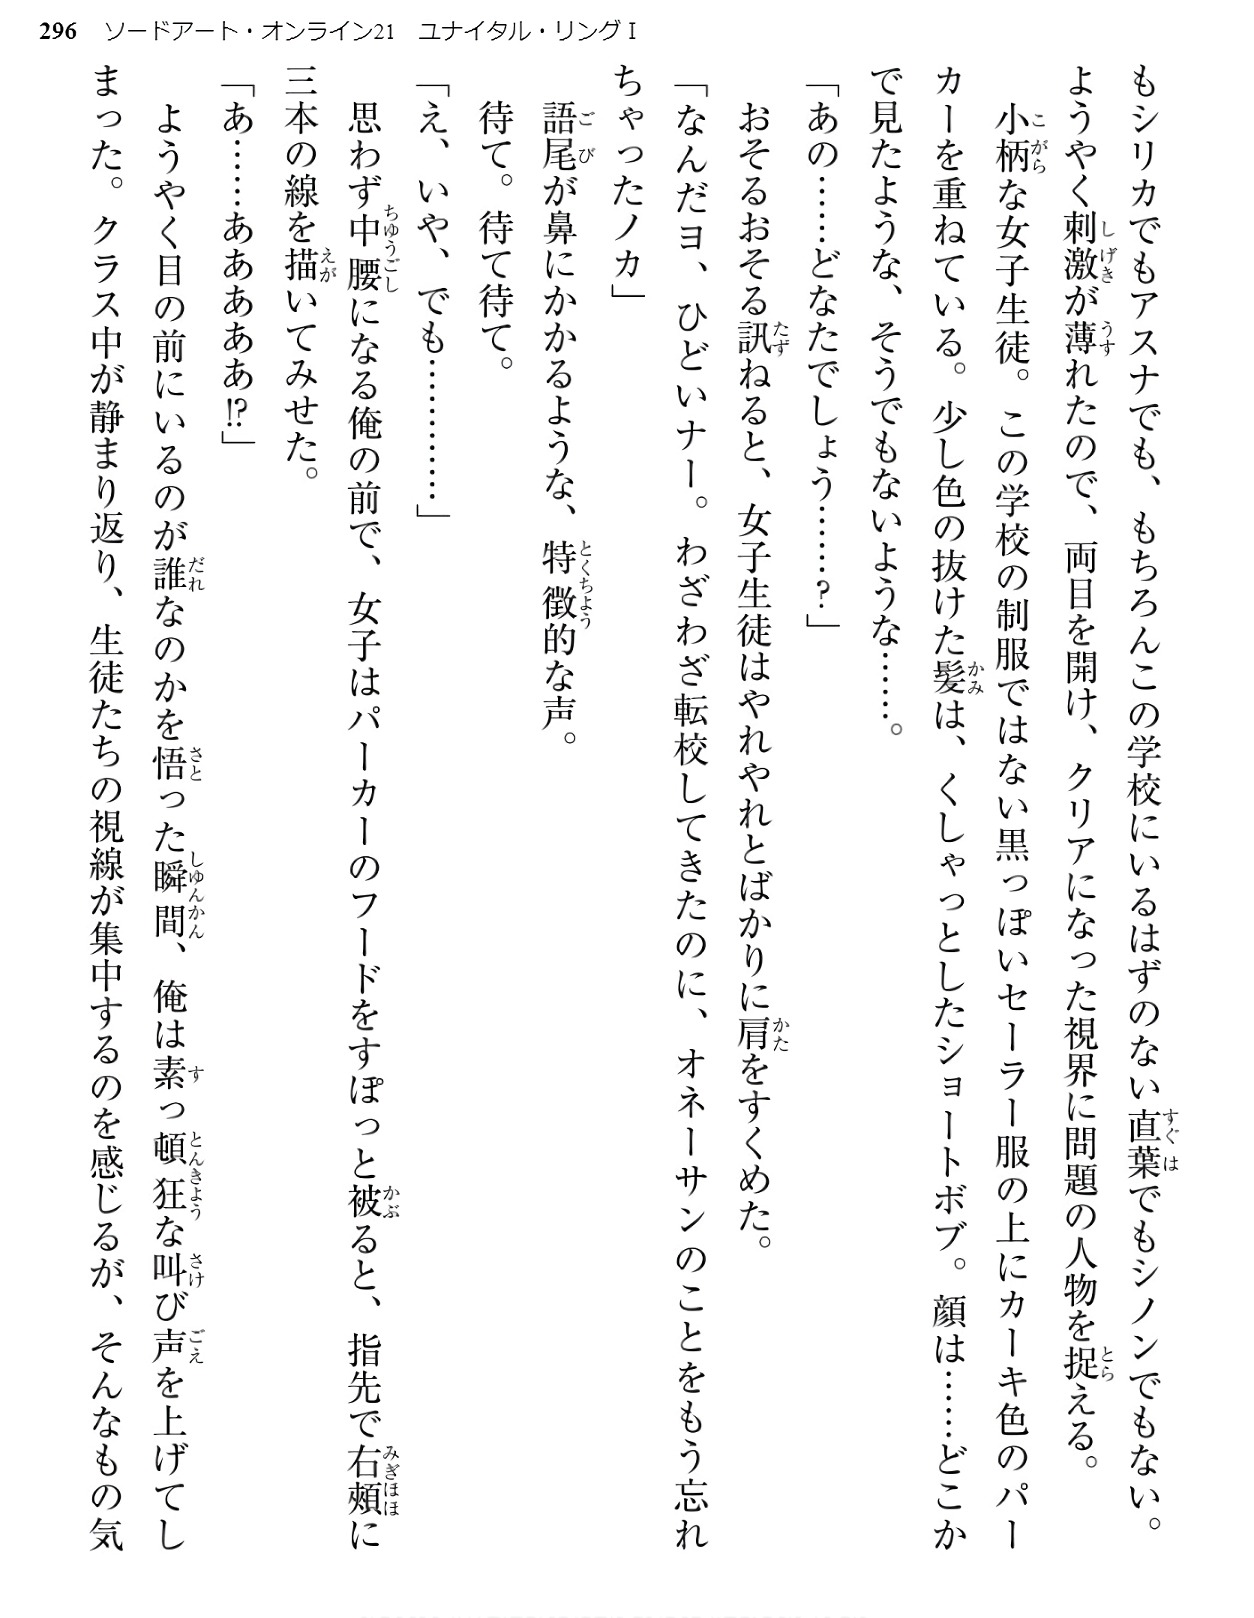 296 ソードアート・オンライン21 ユナイタル・リングⅠ
もシリカでもアスナでも、もちろんこの学校にいるはずのない直葉でもシノンでもない。
ようやく刺激が薄れたので、両目を開け、クリアになった視界に問題の人物を捉える。
小柄な女子生徒。この学校の制服ではない黒っぽいセーラー服の上にカーキ色のパー
カーを重ねている。少し色の抜けた髪は、くしゃっとしたショートボブ。顔は……どこか
で見たような、そうでもないような……。
「あの……どなたでしょう……？」
おそるおそる訊ねると、女子生徒はやれやれとばかりに肩をすくめた。
「なんだヨ、ひどいナー。わざわざ転校してきたのに、オネーサンのことをもう忘れ
ちゃったノカ」
語尾が鼻にかかるような、特徴的な声。
待て。待て待て。
「え、いや、でも…………」
思わず中腰になる俺の前で、女子はパーカーのフードをすぽっと被ると、指先で右頰に
三本の線を描いてみせた。
「あ……あああああ!?」
ようやく目の前にいるのが誰なのかを悟った瞬間、俺は素っ頓狂な叫び声を上げてし
まった。クラス中が静まり返り、生徒たちの視線が集中するのを感じるが、そんなもの気